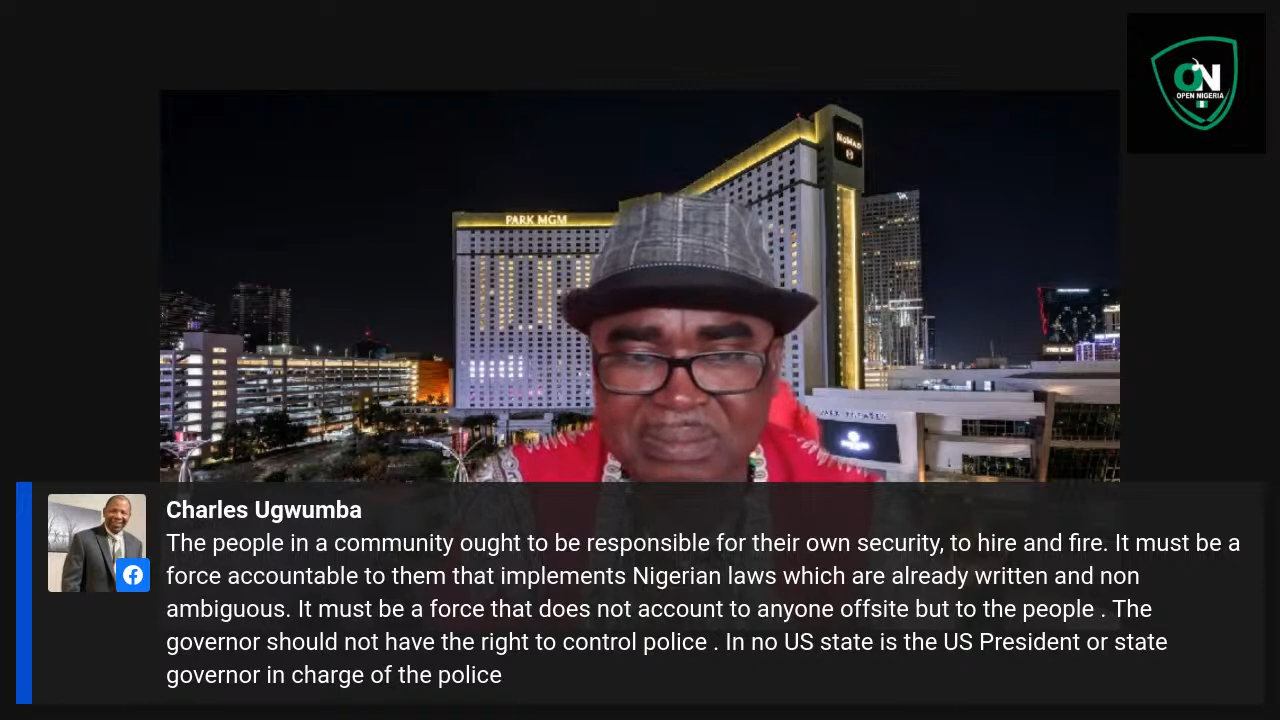 ON
OPEN NIGERIA
NOMAD
PARK MGM
Charles Ugwumba
The people in a community ought to be responsible for their own security, to hire and fire. It must be a
force accountable to them that implements Nigerian laws which are already written and non
ambiguous. It must be a force that does not account to anyone offsite but to the people . The
governor should not have the right to control police . In no US state is the US President or state
governor in charge of the police